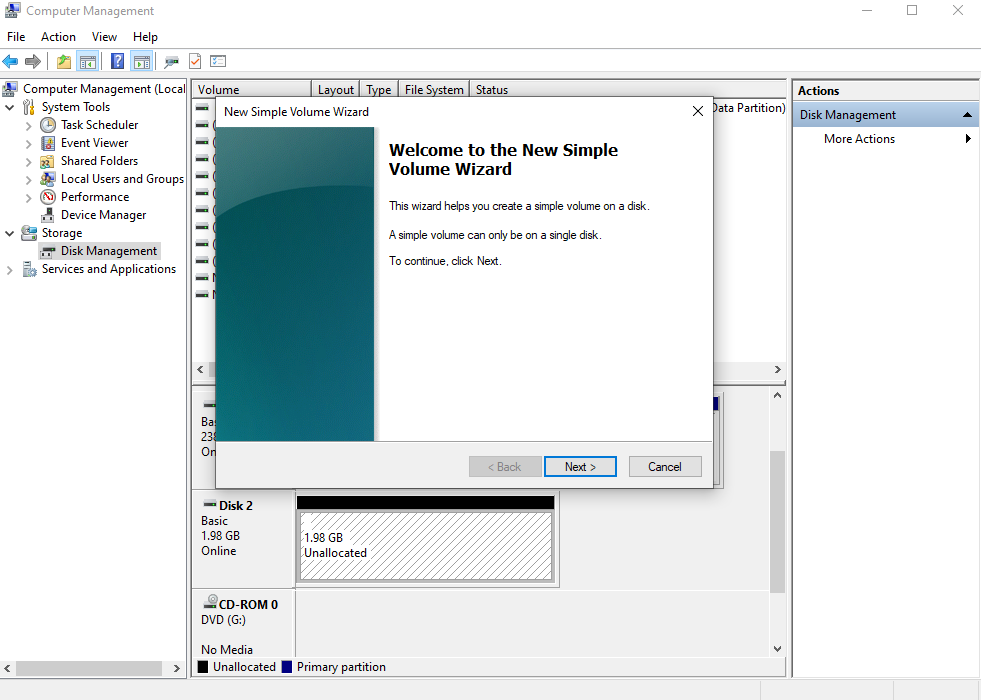 Computer Management
File Action View Help
Computer Management (Local
System Tools
Task Scheduler
Event Viewer
Shared Folders
Local Users and Groups
Performance
Device Manager
Storage
Disk Management
Services and Applications
Volume Layout Type File System Status
Data Partition)
New Simple Volume Wizard
Welcome to the New Simple
Volume Wizard
This wizard helps you create a simple volume on a disk.
A simple volume can only be on a single disk.
To continue, click Next.
< Back Next > Cancel
Disk 2
Basic
1.98 GB
Online
1.98 GB
Unallocated
CD-ROM 0
DVD (G:)
No Media
Unallocated Primary partition
Actions
Disk Management
More Actions